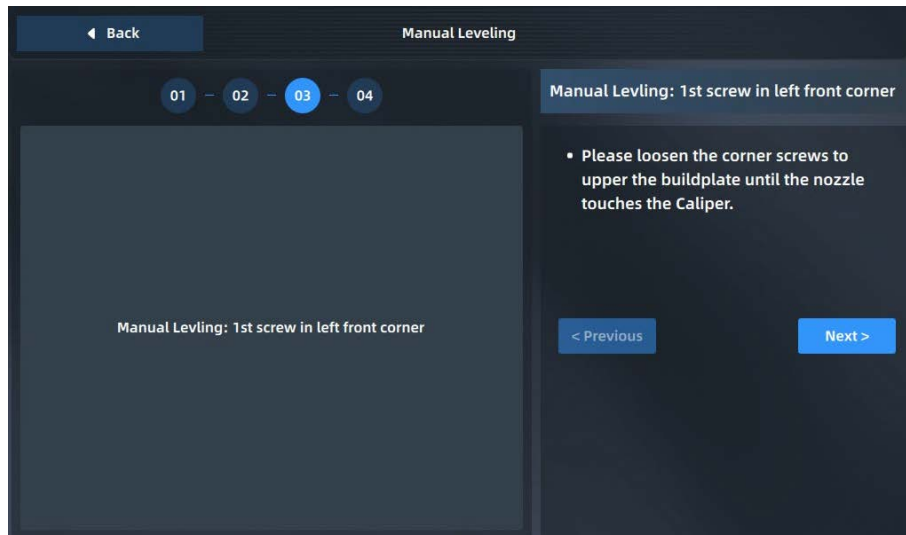 Back
Manual Leveling
01 – 02 – 03 – 04
Manual Levling: 1st screw in left front corner
Manual Levling: 1st screw in left front corner
• Please loosen the corner screws to
upper the buildplate until the nozzle
touches the Caliper.
< Previous
Next >